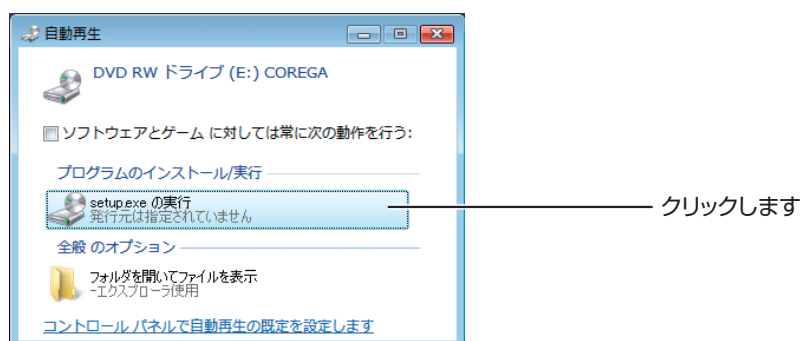 自動再生
DVD RW ドライブ (E:) COREGA
ソフトウェアとゲーム に対しては常に次の動作を行う:
プログラムのインストール/実行
setup.exe の実行
発行元は指定されていません
クリックします
全般 のオプション
フォルダを開いてファイルを表示
-エクスプローラ使用
コントロール パネルで自動再生の既定を設定します